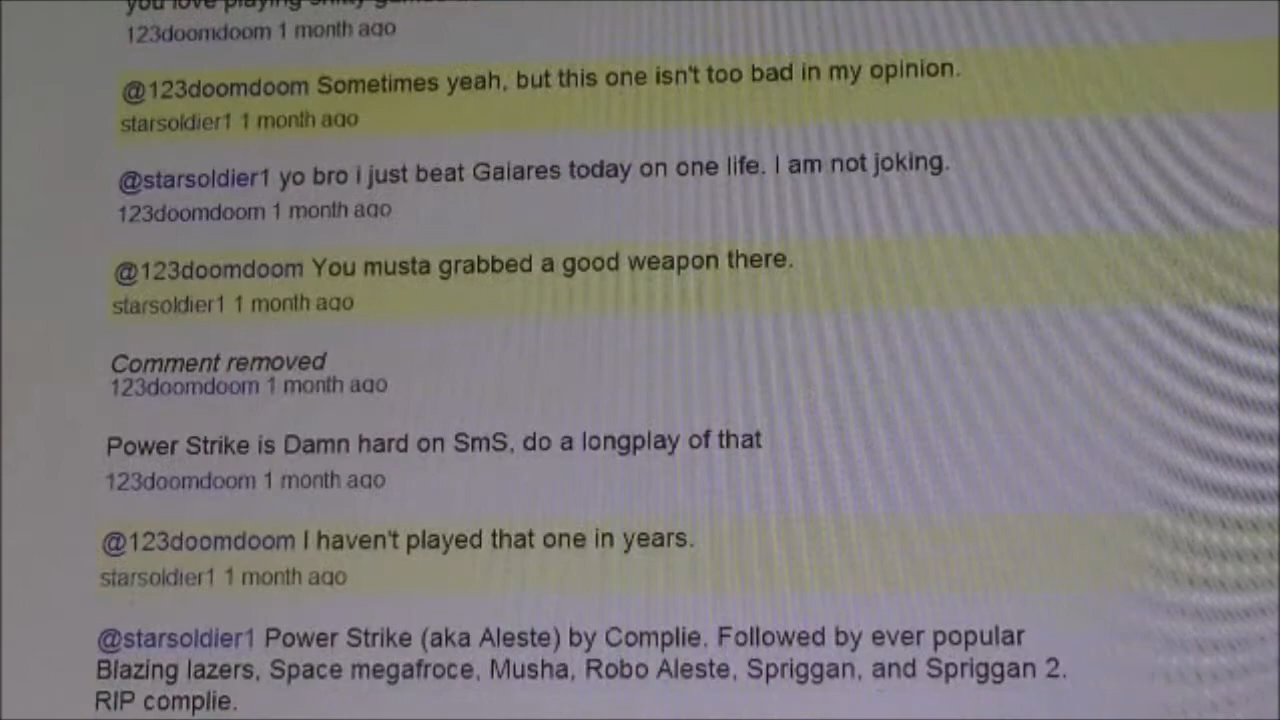 you love playing shitty games
123doomdoom 1 month ago
@123doomdoom Sometimes yeah, but this one isn't too bad in my opinion.
starsoldier1 1 month ago
@starsoldier1 yo bro i just beat Gaiares today on one life. I am not joking.
123doomdoom 1 month ago
@123doomdoom You musta grabbed a good weapon there.
starsoldier1 1 month ago
Comment removed
123doomdoom 1 month ago
Power Strike is Damn hard on SmS, do a longplay of that
123doomdoom 1 month ago
@123doomdoom I haven't played that one in years.
starsoldier1 1 month ago
@starsoldier1 Power Strike (aka Aleste) by Complie. Followed by ever popular
Blazing lazers, Space megafroce, Musha, Robo Aleste, Spriggan, and Spriggan 2.
RIP complie.